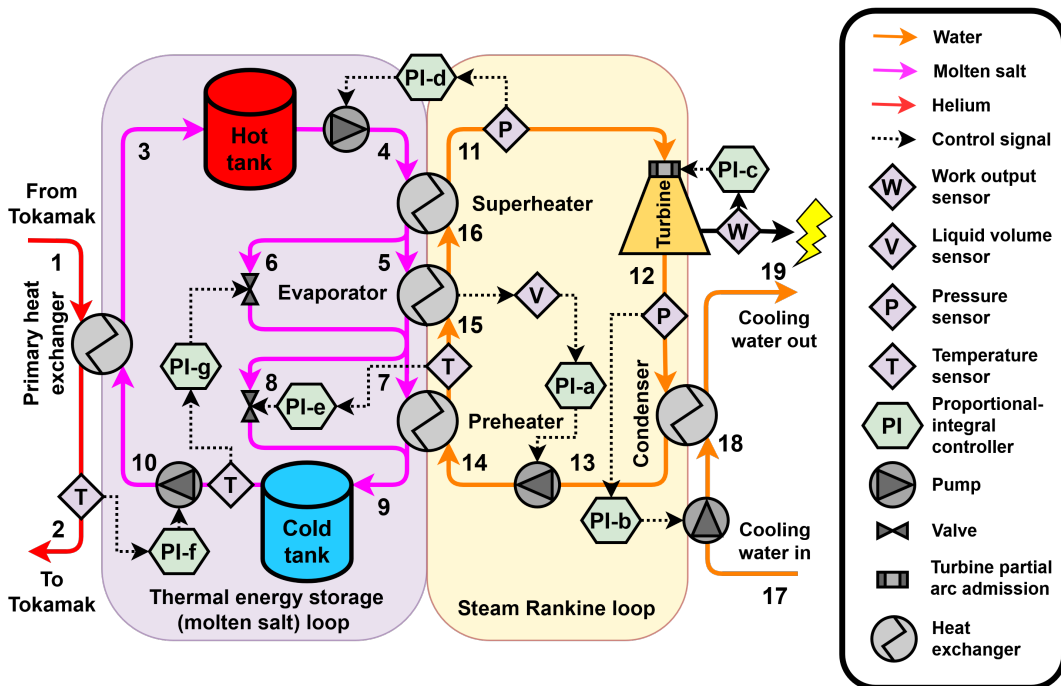 PI-d
Hot
tank
3
4
P
11
From
Tokamak
1
Superheater
16
6
5
Evaporator
V
15
Turbine
PI-c
W
12
19
P
Cooling
water out
Primary heat
exchanger
PI-g
8
7
T
PI-e
PI-a
Preheater
Condenser
14
13
18
10
T
T
2
9
PI-f
Cold
tank
PI-b
Cooling
water in
17
To
Tokamak
Thermal energy storage
(molten salt) loop
Steam Rankine loop
Water
Molten salt
Helium
Control signal
W
Work output
sensor
V
Liquid volume
sensor
P
Pressure
sensor
T
Temperature
sensor
PI
Proportional-
integral
controller
Pump
Valve
Turbine partial
arc admission
Heat
exchanger